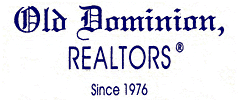 Old Dominion,
REALTORS®
Since 1976